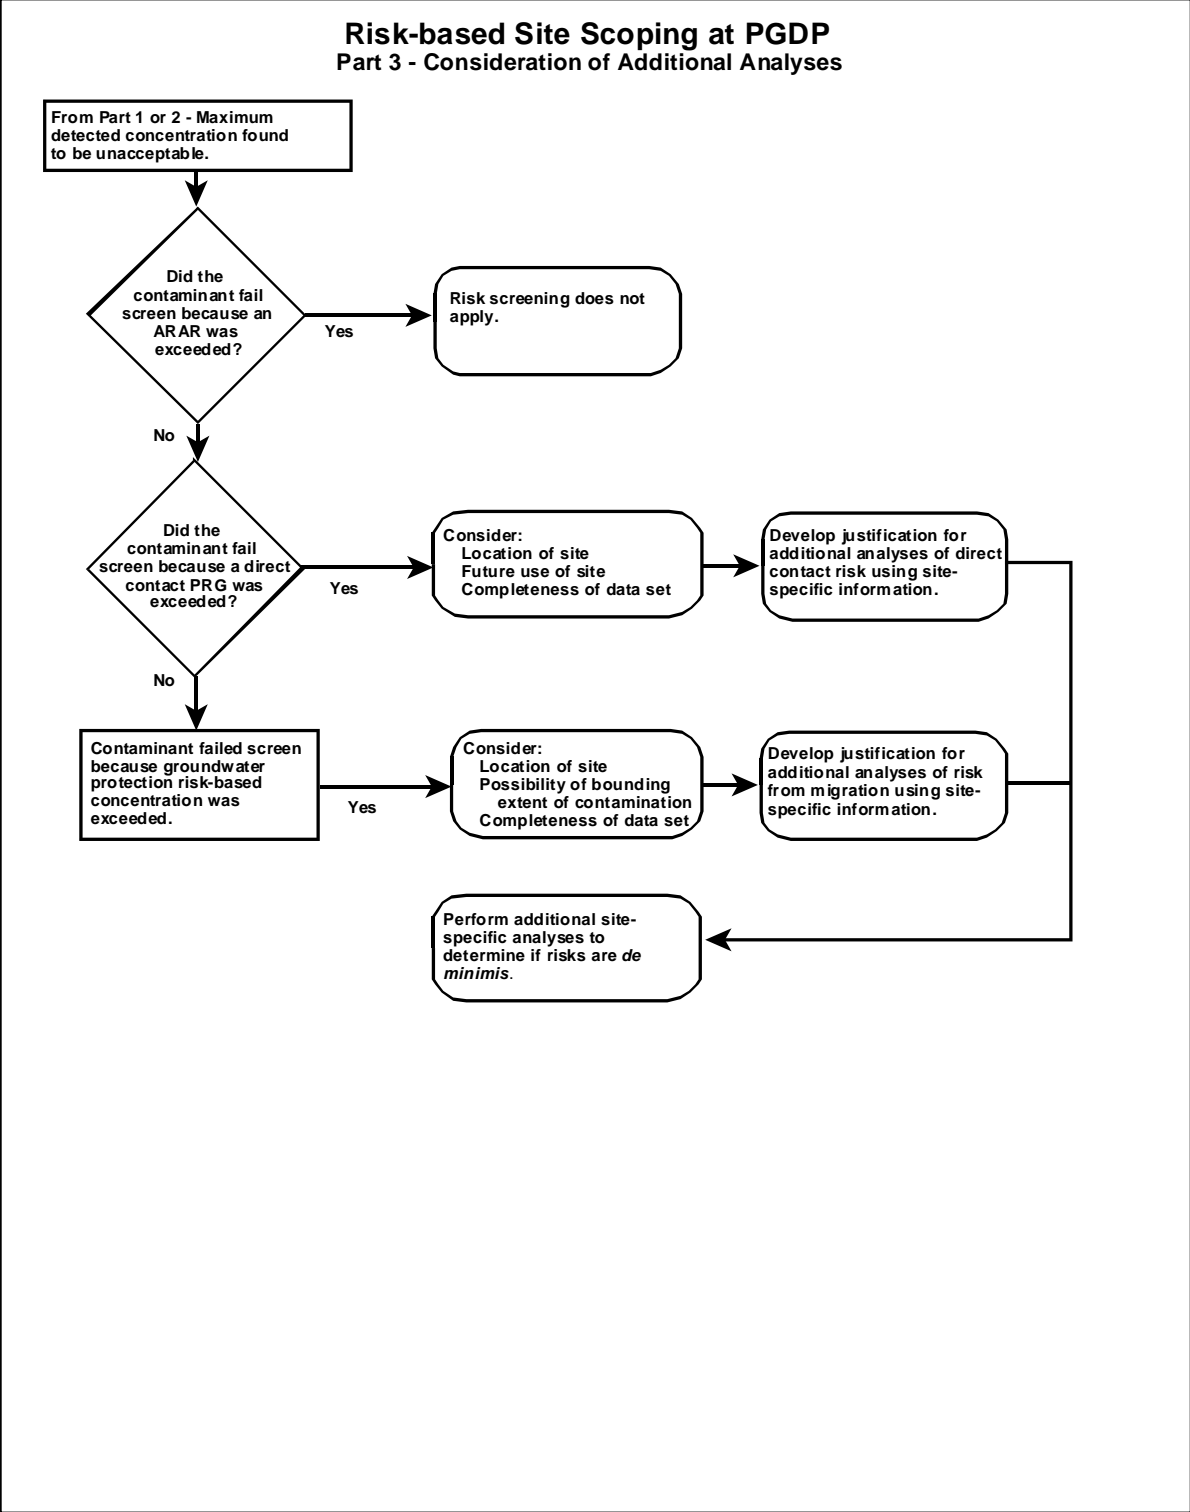 Risk-based Site Scoping at PGDP
Part 3 - Consideration of Additional Analyses
From Part 1 or 2 - Maximum
detected concentration found
to be unacceptable.
Did the
contaminant fail
screen because an
ARAR was
exceeded?
Yes
Risk screening does not
apply.
No
Did the
contaminant fail
screen because a direct
contact PRG was
exceeded?
Yes
Consider:
Location of site
Future use of site
Completeness of data set
Develop justification for
additional analyses of direct
contact risk using site-
specific information.
No
Contaminant failed screen
because groundwater
protection risk-based
concentration was
exceeded.
Yes
Consider:
Location of site
Possibility of bounding
extent of contamination
Completeness of data set
Develop justification for
additional analyses of risk
from migration using site-
specific information.
Perform additional site-
specific analyses to
determine if risks are de
minimis.